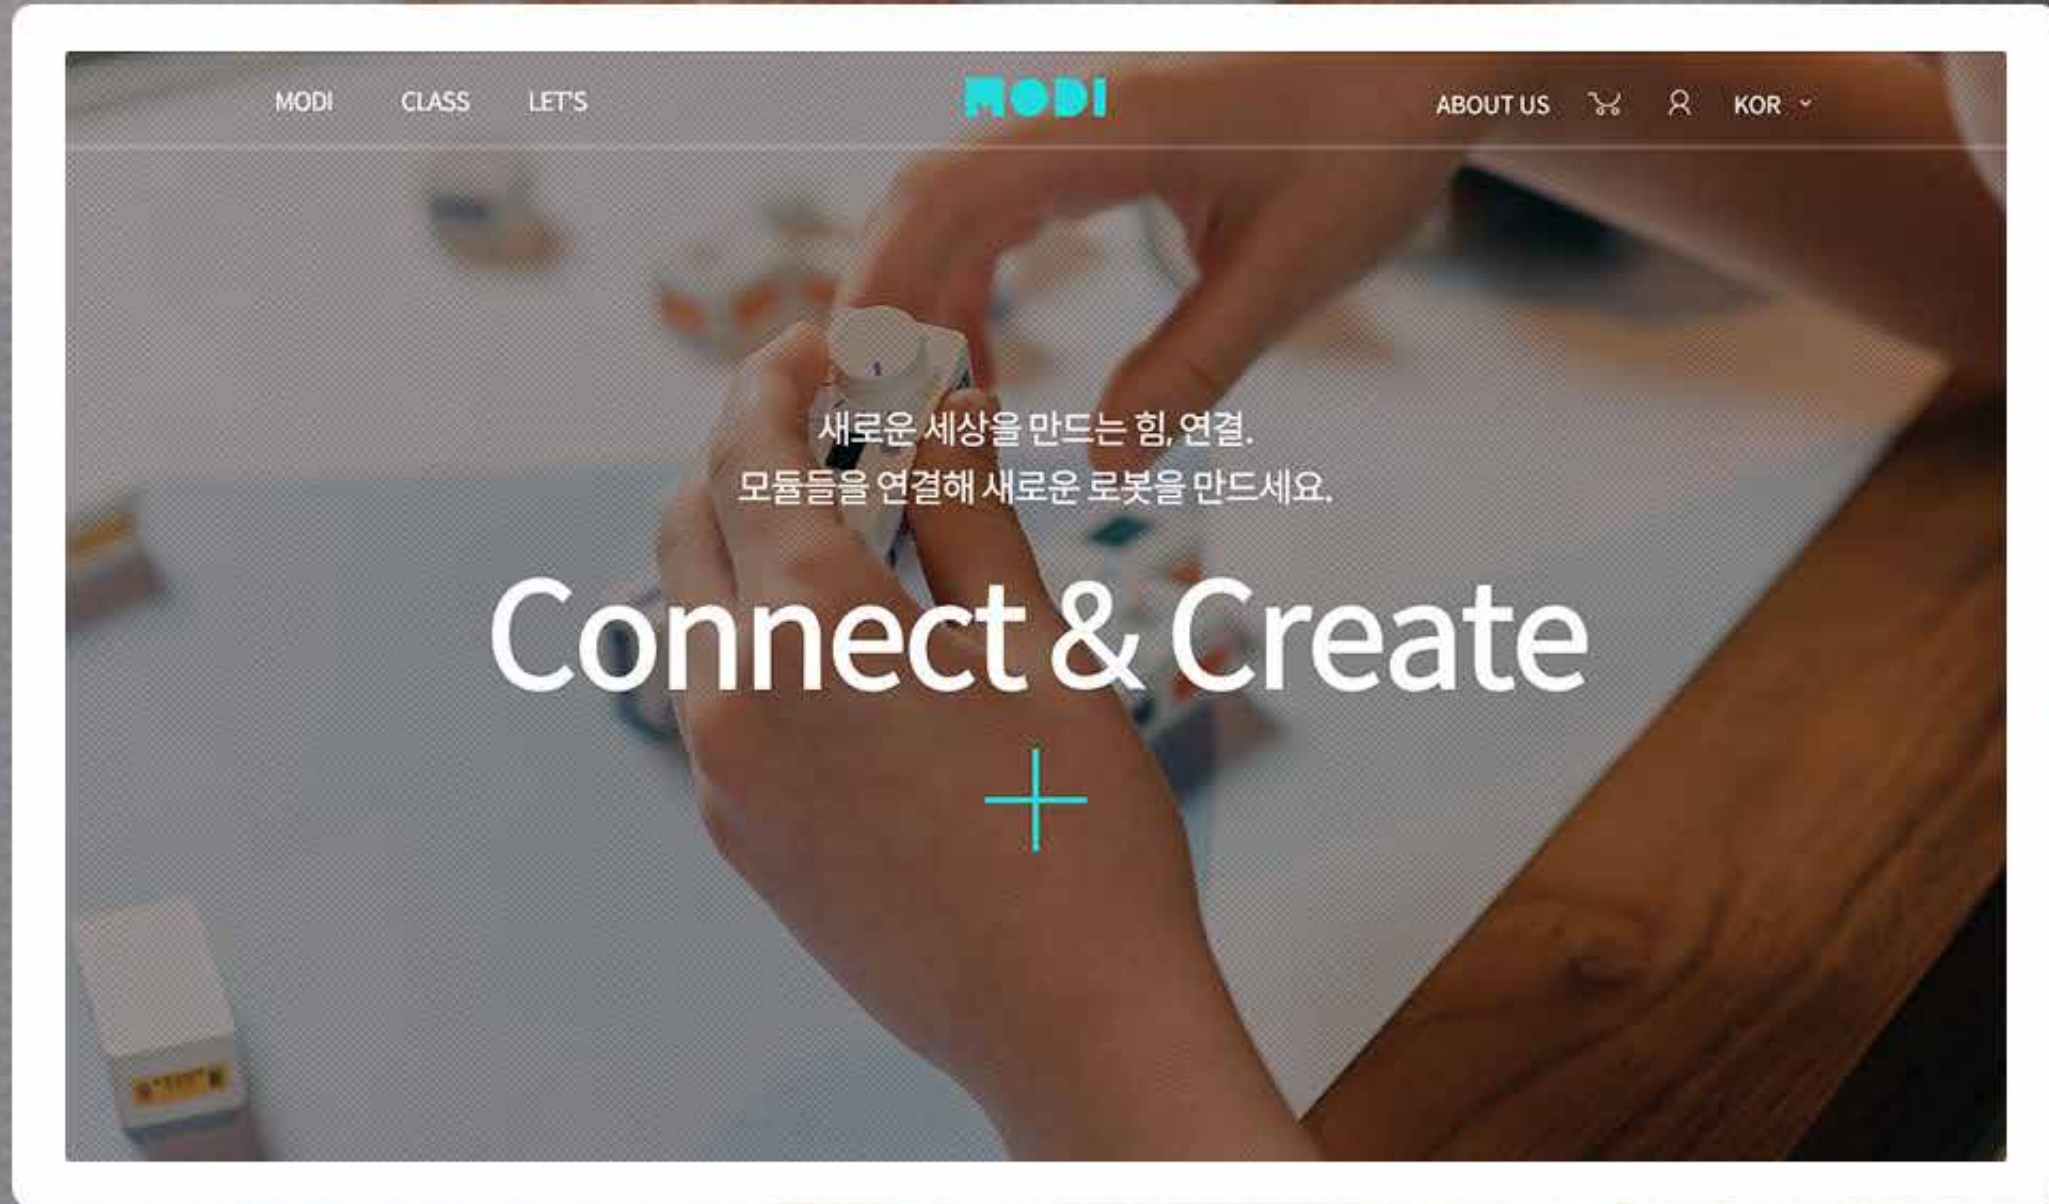 MODI CLASS LET'S MODI ABOUT US KOR
새로운 세상을 만드는 힘, 연결.
모듈들을 연결해 새로운 로봇을 만드세요.
Connect & Create